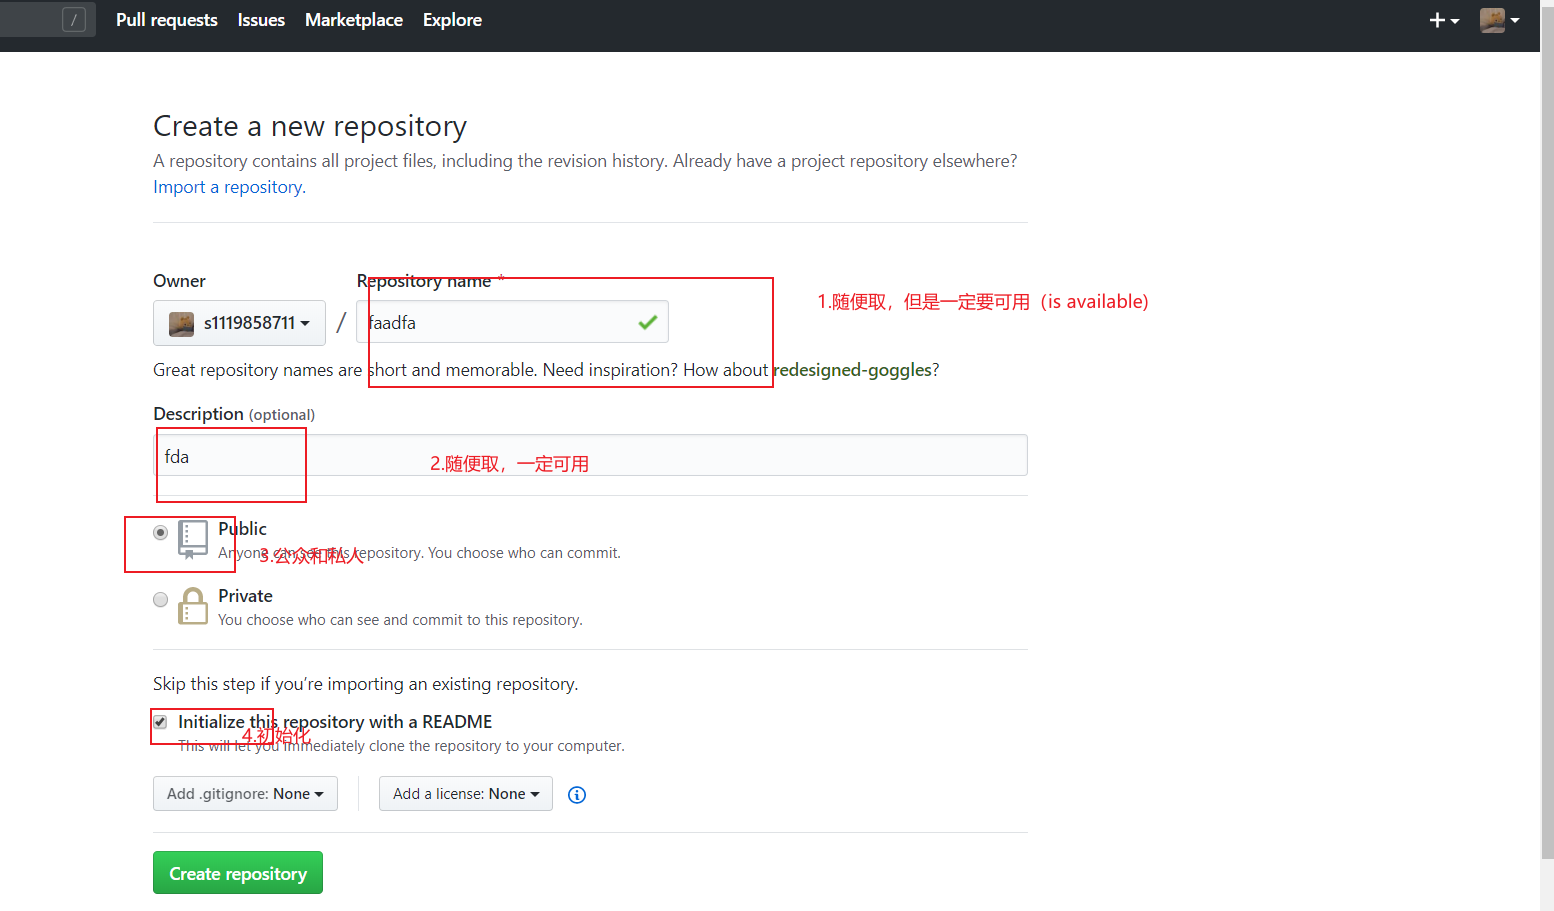 / Pull requests Issues Marketplace Explore
Create a new repository
A repository contains all project files, including the revision history. Already have a project repository elsewhere?
Import a repository.
Owner Repository name *
s1119858711 / faadfa
1.随便取，但是一定要可用（is available)
Great repository names are short and memorable. Need inspiration? How about redesigned-goggles?
Description (optional)
fda
2.随便取，一定可用
Public
Anyone can see this repository. You choose who can commit.
3.公众和私人
Private
You choose who can see and commit to this repository.
Skip this step if you’re importing an existing repository.
Initialize this repository with a README
4.初始化
This will let you immediately clone the repository to your computer.
Add .gitignore: None Add a license: None
Create repository